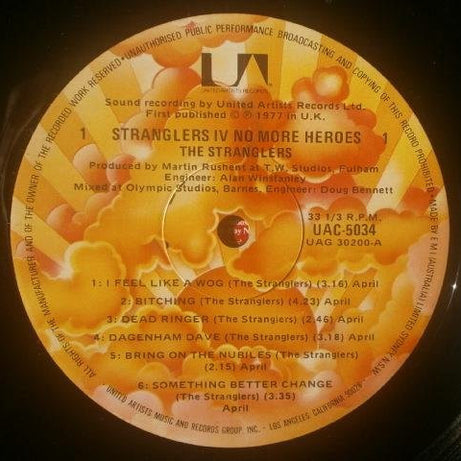 ALL RIGHTS OF THE MANUFACTURER AND OF THE OWNER OF THE RECORDED WORK RESERVED • UNAUTHORISED PUBLIC PERFORMANCE BROADCASTING AND COPYING OF THIS RECORD PROHIBITED • MADE BY E M I (AUSTRALIA) LIMITED SYDNEY N.S.W.
UA
UNITED ARTISTS RECORDS
Sound recording by United Artists Records Ltd.
First published © ℗ 1977 in U.K.
1 STRANGLERS IV NO MORE HEROES 1
THE STRANGLERS
Produced by Martin Rushent at T.W. Studios, Fulham
Engineer: Alan Winstanley
Mixed at Olympic Studios, Barnes, Engineer: Doug Bennett
33 1/3 R.P.M.
UAC-5034
UAG 30200-A
1: I FEEL LIKE A WOG (The Stranglers) (3.16) April
2: BITCHING (The Stranglers) (4.23) April
3: DEAD RINGER (The Stranglers) (2.46) April
4: DAGENHAM DAVE (The Stranglers) (3.18) April
5: BRING ON THE NUBILES (The Stranglers)
(2.15) April
6: SOMETHING BETTER CHANGE
(The Stranglers) (3.35)
April
UNITED ARTISTS MUSIC AND RECORDS GROUP, INC. - LOS ANGELES, CALIFORNIA 90028